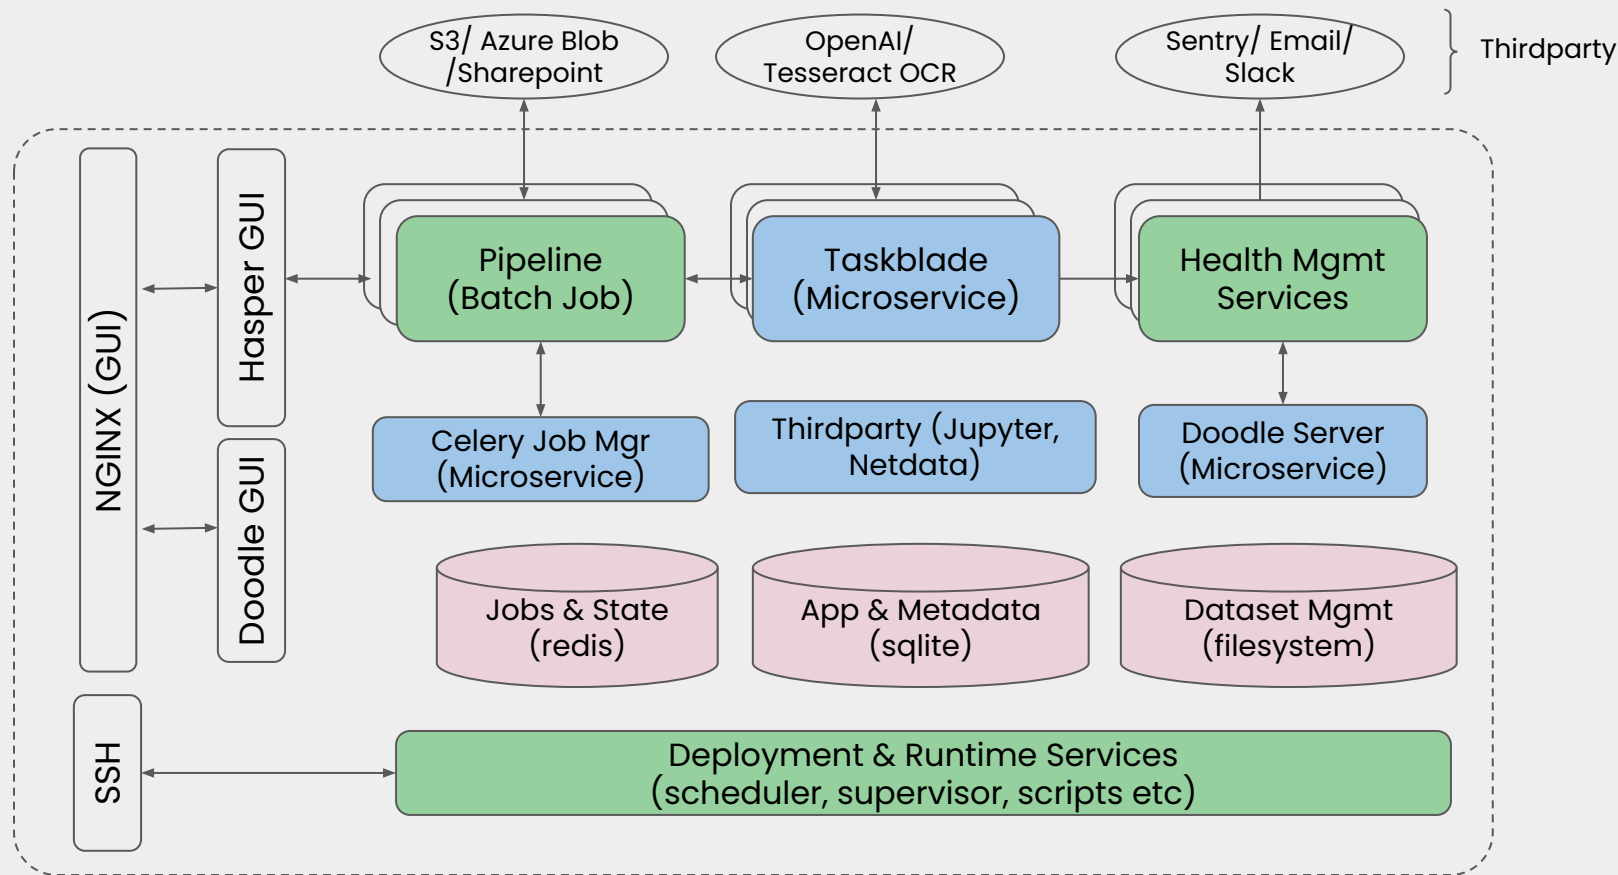 S3/ Azure Blob
/Sharepoint
OpenAI/
Tesseract OCR
Sentry/ Email/
Slack
Thirdparty
NGINX (GUI)
Hasper GUI
Doodle GUI
Pipeline
(Batch Job)
Taskblade
(Microservice)
Health Mgmt
Services
Celery Job Mgr
(Microservice)
Thirdparty (Jupyter,
Netdata)
Doodle Server
(Microservice)
Jobs & State
(redis)
App & Metadata
(sqlite)
Dataset Mgmt
(filesystem)
SSH
Deployment & Runtime Services
(scheduler, supervisor, scripts etc)